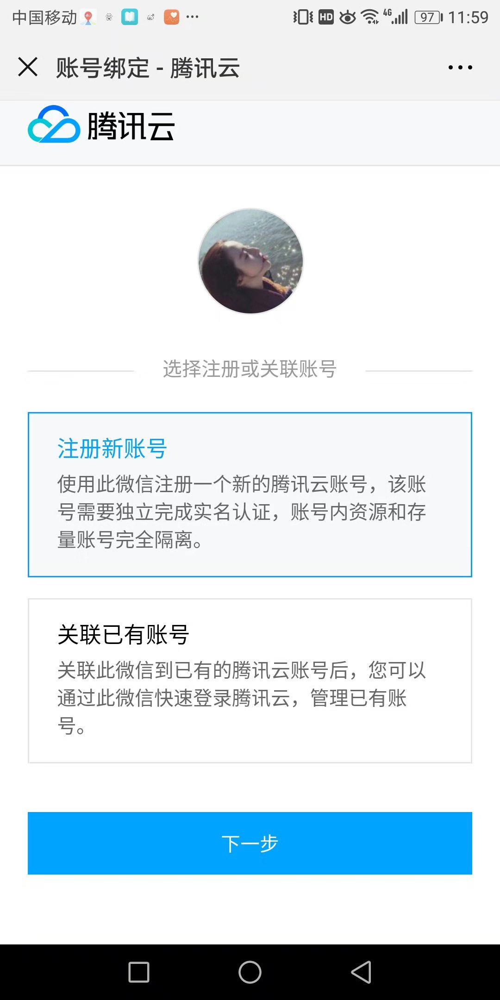 中国移动 HD 4G 97 11:59
账号绑定 - 腾讯云
腾讯云
选择注册或关联账号
注册新账号
使用此微信注册一个新的腾讯云账号，该账
号需要独立完成实名认证，账号内资源和存
量账号完全隔离。
关联已有账号
关联此微信到已有的腾讯云账号后，您可以
通过此微信快速登录腾讯云，管理已有账
号。
下一步